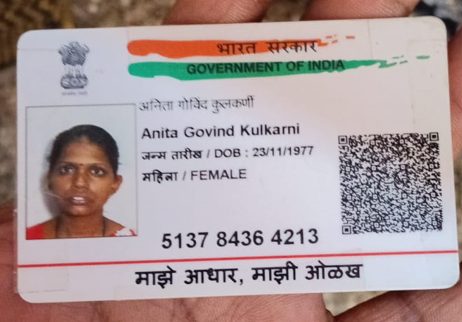 भारत सरकार
GOVERNMENT OF INDIA
अनिता गोविंद कुलकर्णी
Anita Govind Kulkarni
जन्म तारीख / DOB : 23/11/1977
महिला / FEMALE
5137 8436 4213
माझे आधार, माझी ओळख